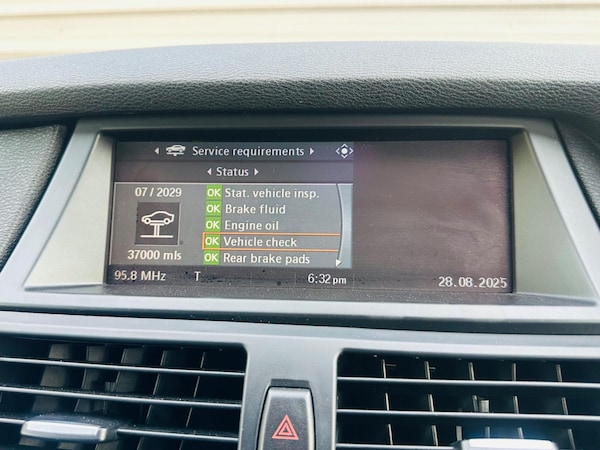 Service requirements
Status
07 / 2029
OK Stat. vehicle insp.
OK Brake fluid
OK Engine oil
OK Vehicle check
37000 mls
OK Rear brake pads
95.8 MHz T 6:32 pm 28.08.2025